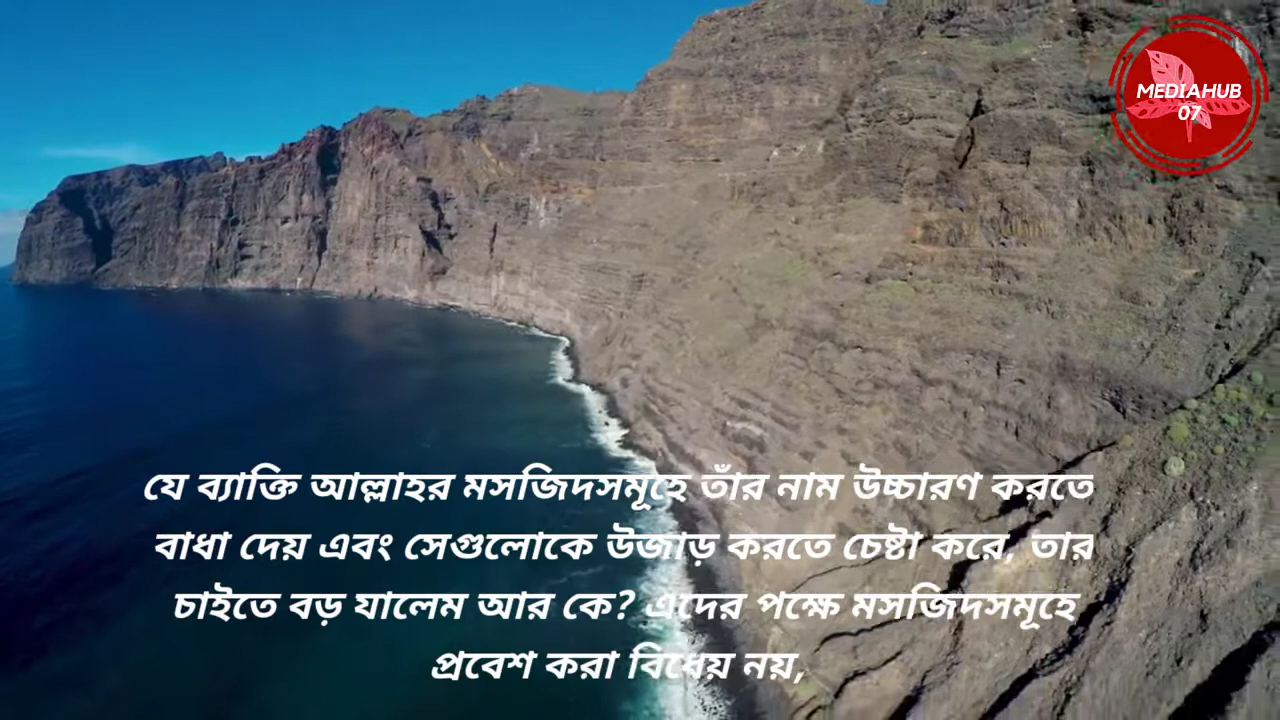 MEDIAHUB
07
যে ব্যাক্তি আল্লাহর মসজিদসমূহে তাঁর নাম উচ্চারণ করতে
বাধা দেয় এবং সেগুলোকে উজাড় করতে চেষ্টা করে, তার
চাইতে বড় যালেম আর কে? এদের পক্ষে মসজিদসমূহে
প্রবেশ করা বিধেয় নয়,